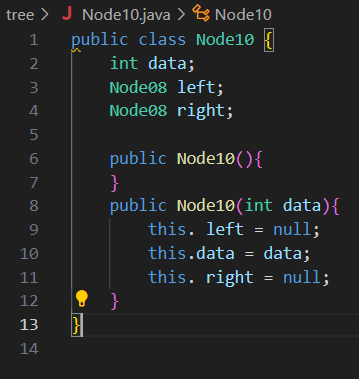 tree > J Node10.java > Node10
1 public class Node10 {
2 int data;
3 Node08 left;
4 Node08 right;
5
6 public Node10(){
7 }
8 public Node10(int data){
9 this. left = null;
10 this.data = data;
11 this. right = null;
12 }
13 }
14